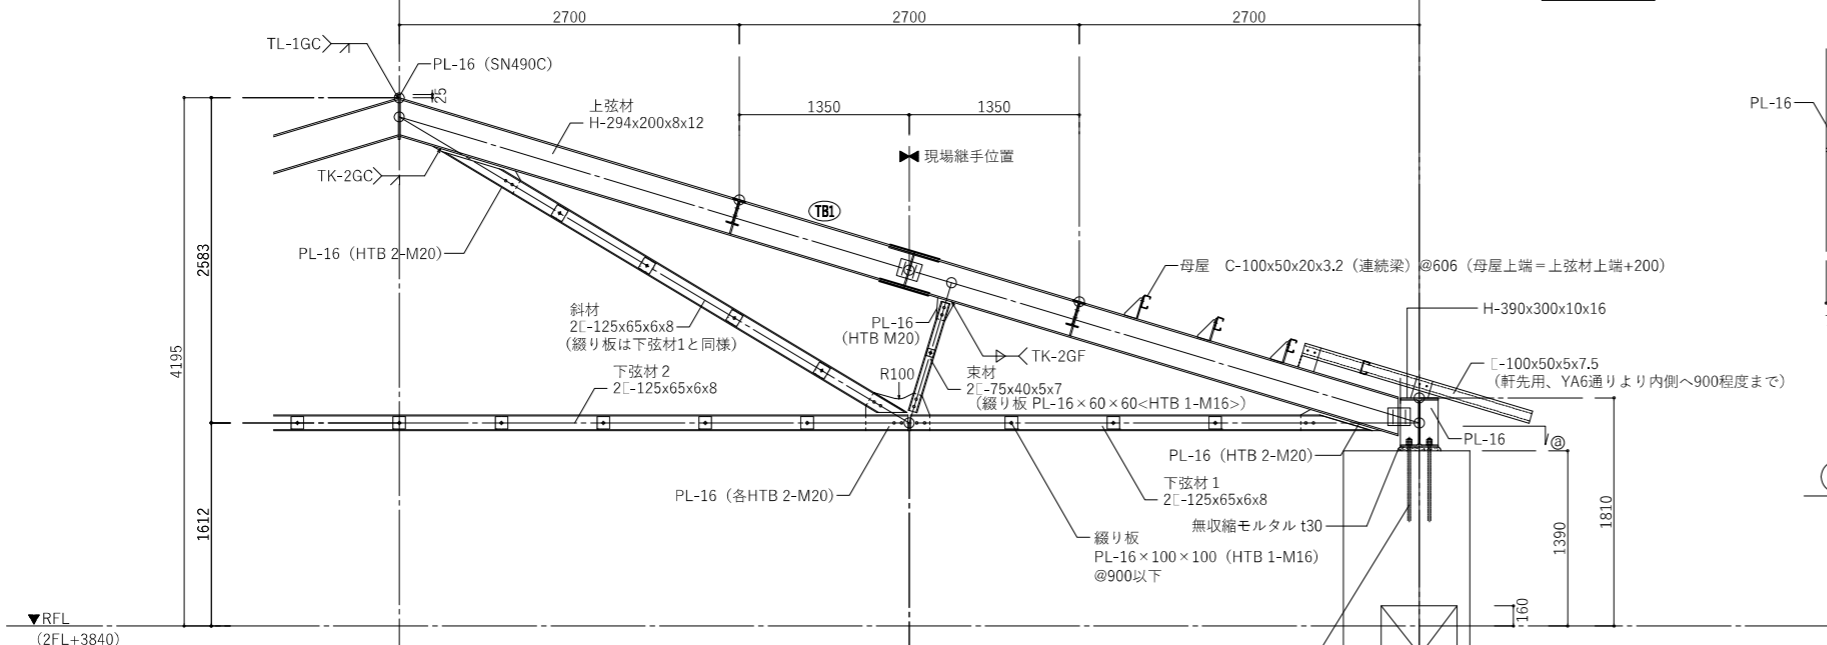 2700
2700
2700
TL-1GC
PL-16（SN490C）
25
1350
1350
上弦材
H-294x200x8x12
現場継手位置
PL-16
TK-2GC
TB1
PL-16（HTB 2-M20）
母屋　C-100x50x20x3.2（連続梁）@606（母屋上端＝上弦材上端+200）
H-390x300x10x16
斜材
2[-125x65x6x8
（綴り板は下弦材1と同様）
PL-16
（HTB M20）
TK-2GF
[-100x50x5x7.5
（軒先用、YA6通りより内側へ900程度まで）
下弦材 2
2[-125x65x6x8
R100
束材
2[-75x40x5x7
（綴り板 PL-16×60×60<HTB 1-M16>）
2583
4195
1612
PL-16
ⓐ
PL-16（HTB 2-M20）
PL-16（各HTB 2-M20）
下弦材 1
2[-125x65x6x8
無収縮モルタル t30
綴り板
PL-16×100×100（HTB 1-M16）
@900以下
1390
1810
160
▼RFL
（2FL+3840）